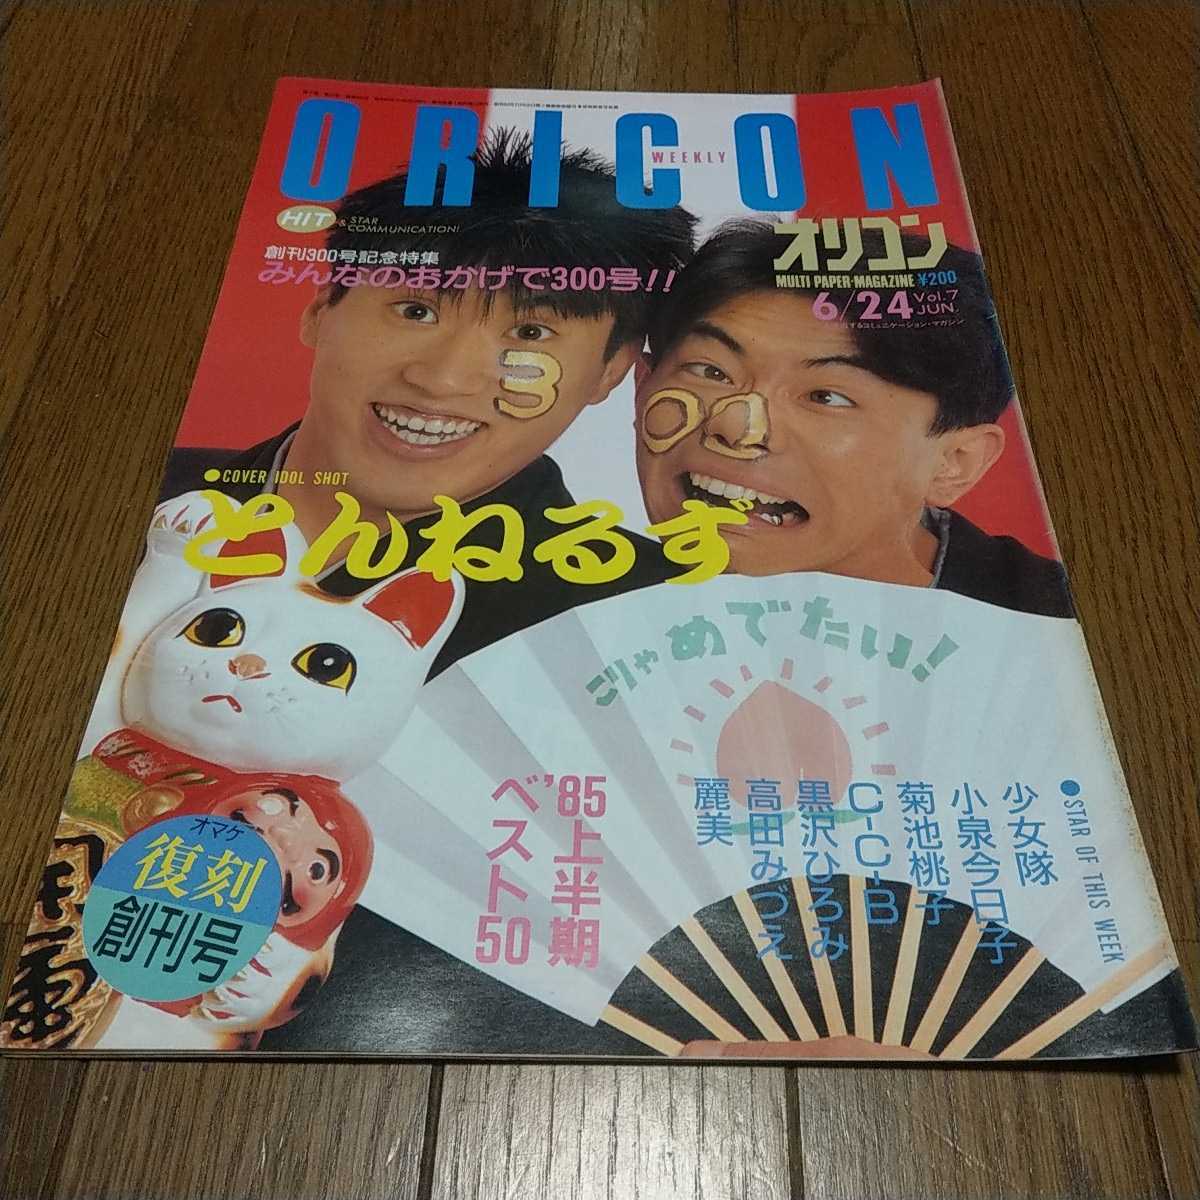 ORICON
WEEKLY
HIT & STAR
COMMUNICATION!
オリコン
MULTI PAPER-MAGAZINE ¥200
6/24 Vol.7
JUN.
創刊300号記念特集
みんなのおかげで300号!!
3 0
●COVER IDOL SHOT
とんねるず
ごじゃめでたい!
●STAR OF THIS WEEK
少女隊
小泉今日子
菊池桃子
C-C-B
黒沢ひろみ
高田みづえ
麗美
'85上半期
ベスト50
オマケ
復刻
創刊号